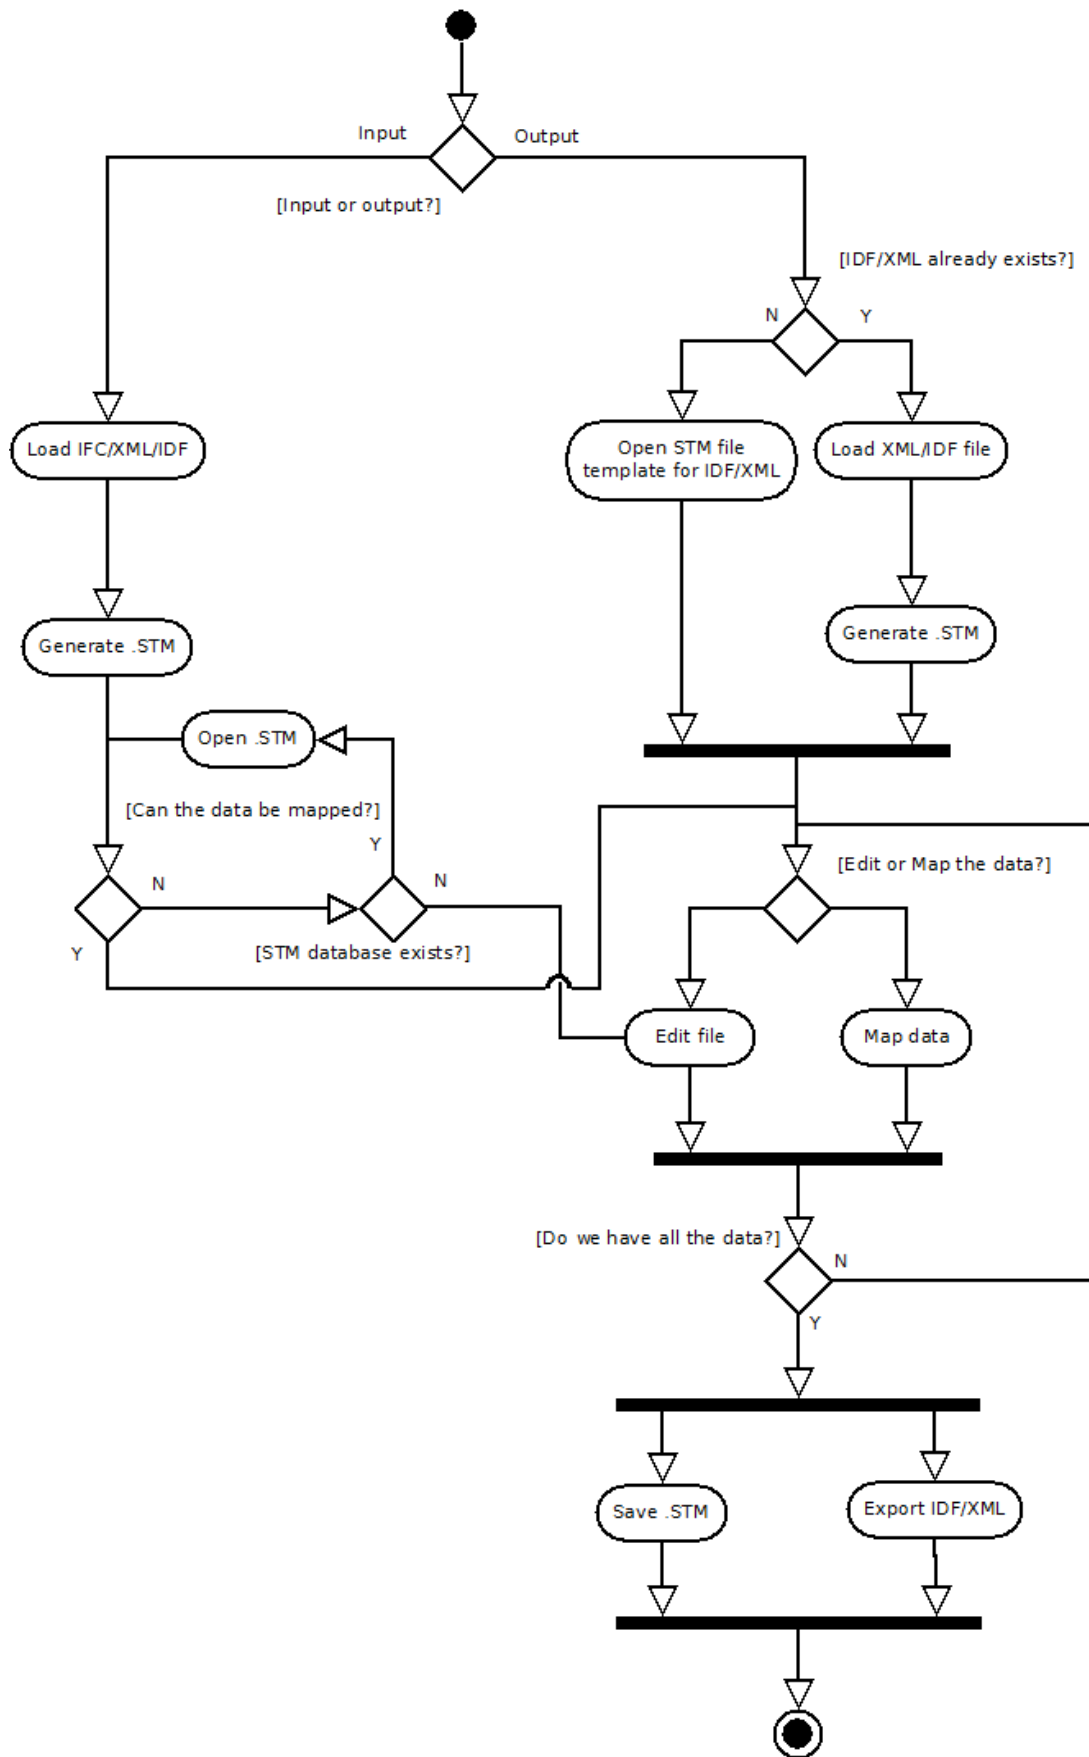 Input
Output
[Input or output?]
[IDF/XML already exists?]
N
Y
Load IFC/XML/IDF
Open STM file
template for IDF/XML
Load XML/IDF file
Generate .STM
Generate .STM
Open .STM
[Can the data be mapped?]
Y
N
N
[Edit or Map the data?]
Y
[STM database exists?]
Edit file
Map data
[Do we have all the data?]
N
Y
Save .STM
Export IDF/XML